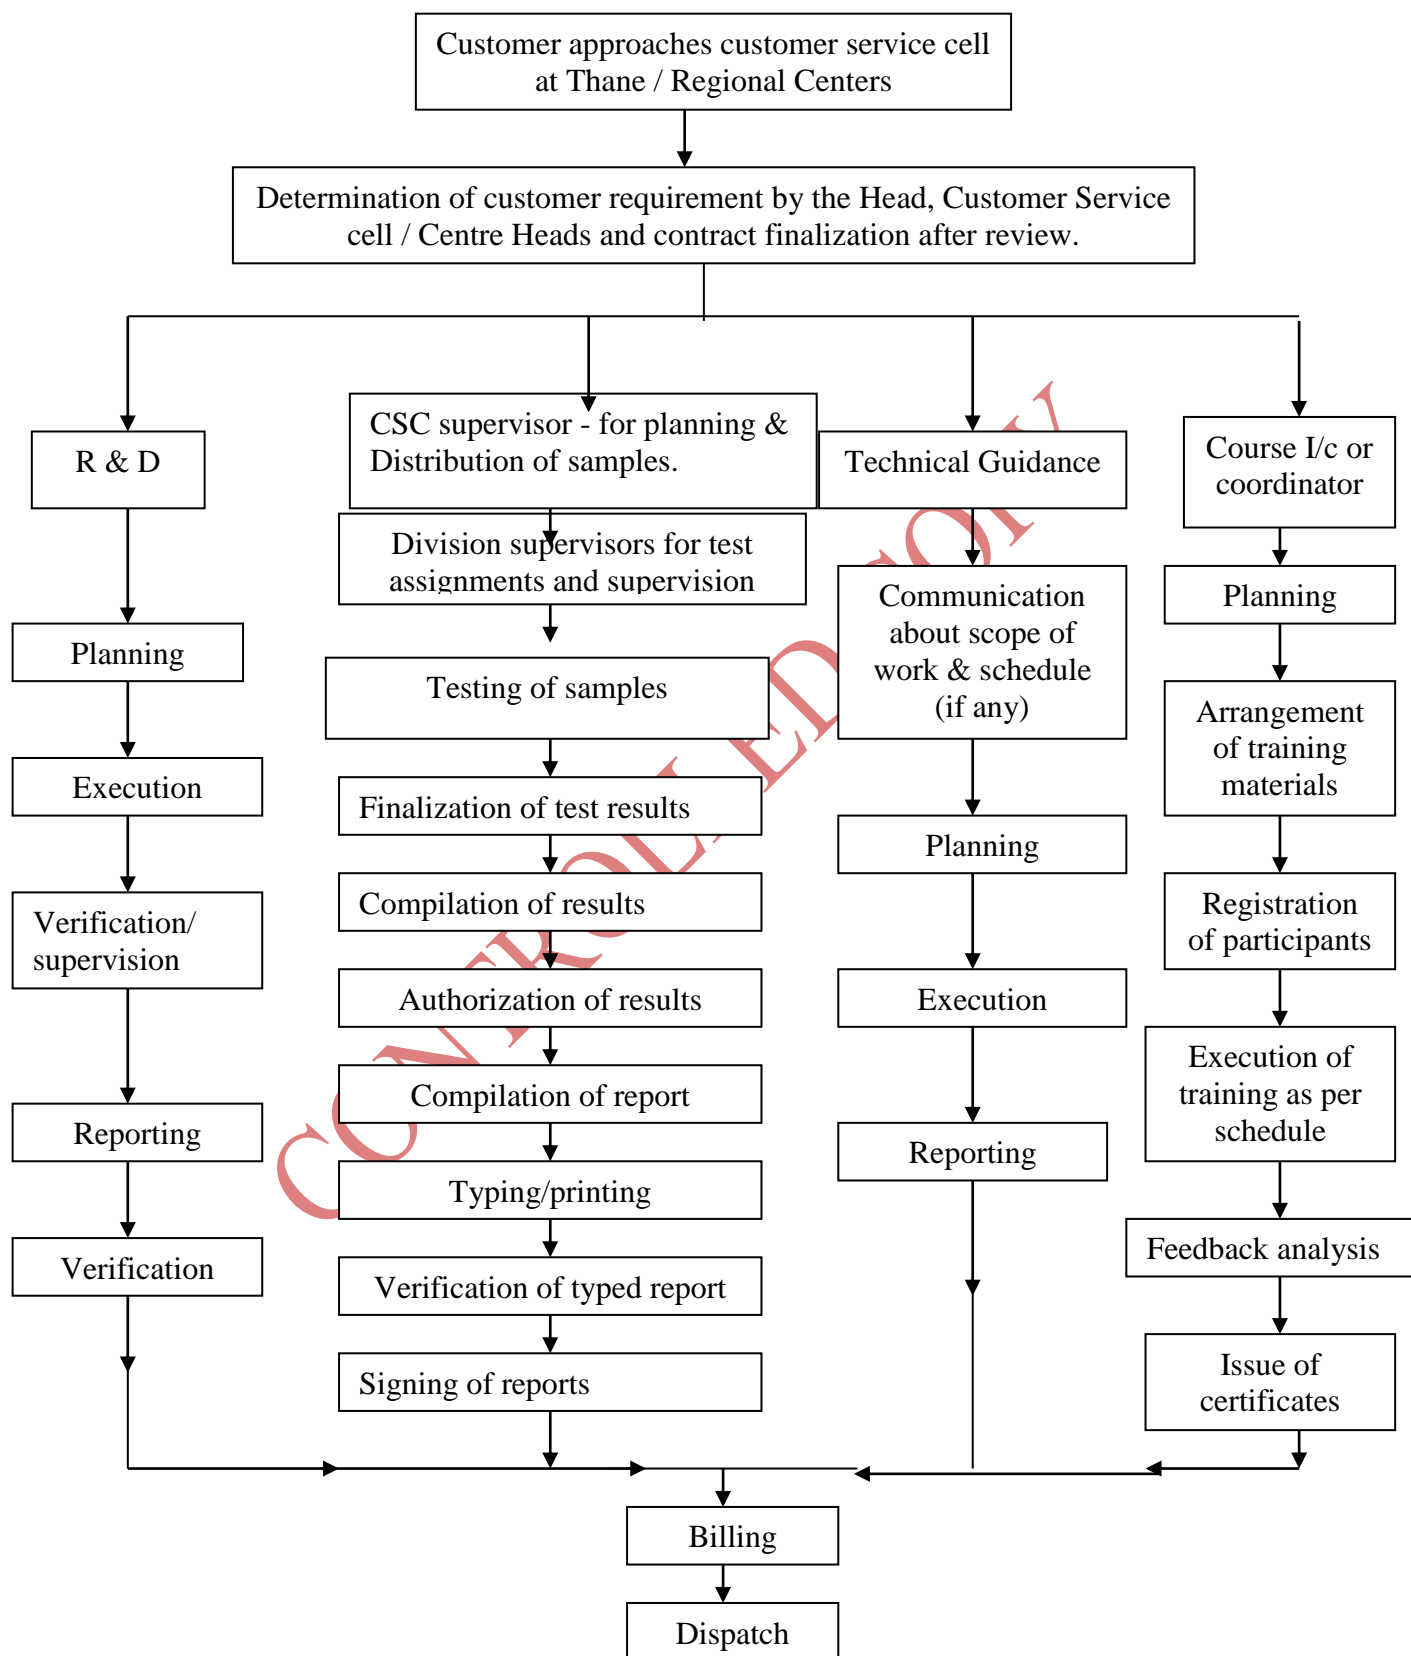 Customer approaches customer service cell
at Thane / Regional Centers
Determination of customer requirement by the Head, Customer Service
cell / Centre Heads and contract finalization after review.
R & D
Planning
Execution
Verification/
supervision
Reporting
Verification
CSC supervisor - for planning &
Distribution of samples.
Division supervisors for test
assignments and supervision
Testing of samples
Finalization of test results
Compilation of results
Authorization of results
Compilation of report
Typing/printing
Verification of typed report
Signing of reports
Technical Guidance
Communication
about scope of
work & schedule
(if any)
Planning
Execution
Reporting
Course I/c or
coordinator
Planning
Arrangement
of training
materials
Registration
of participants
Execution of
training as per
schedule
Feedback analysis
Issue of
certificates
Billing
Dispatch
CONTROLLED COPY